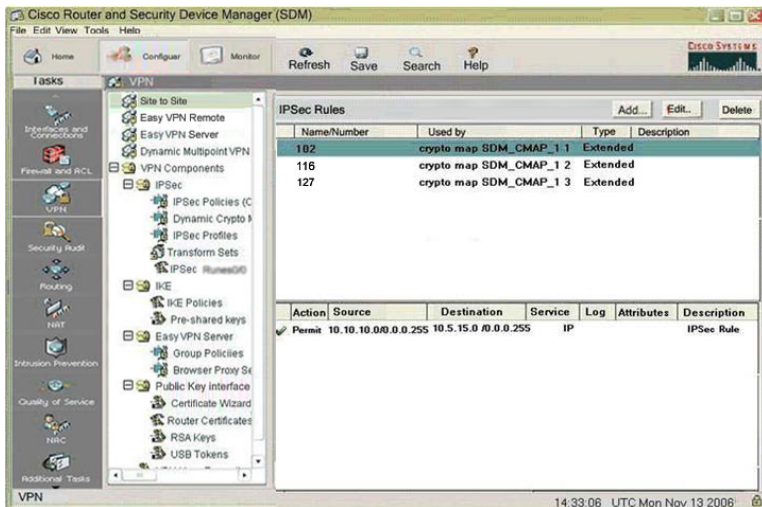 Cisco Router and Security Device Manager (SDM)
File Edit View Tools Help
Home Configuar Monitor Refresh Save Search Help
CISCO SYSTEMS
Tasks
Interfaces and Connections
Firewall and ACL
VPN
Security Audit
Routing
NAT
Intrusion Prevention
Quality of Service
NAC
Additional Tasks
VPN
Site to Site
Easy VPN Remote
Easy VPN Server
Dynamic Multipoint VPN
VPN Components
IPSec
IPSec Policies (C
Dynamic Crypto M
IPSec Profiles
Transform Sets
IPSec
IKE
IKE Policies
Pre-shared keys
Easy VPN Server
Group Policiies
Browser Proxy Se
Public Key interface
Certificate Wizard
Router Certificates
RSA Keys
USB Tokens
IPSec Rules Add... Edit.. Delete
Name/Number Used by Type Description
102 crypto map SDM_CMAP_1 1 Extended
116 crypto map SDM_CMAP_1 2 Extended
127 crypto map SDM_CMAP_1 3 Extended
Action Source Destination Service Log Attributes Description
Permit 10.10.10.0/0.0.0.255 10.5.15.0 /0.0.0.255 IP IPSec Rule
VPN 14:33:06 UTC Mon Nov 13 2006